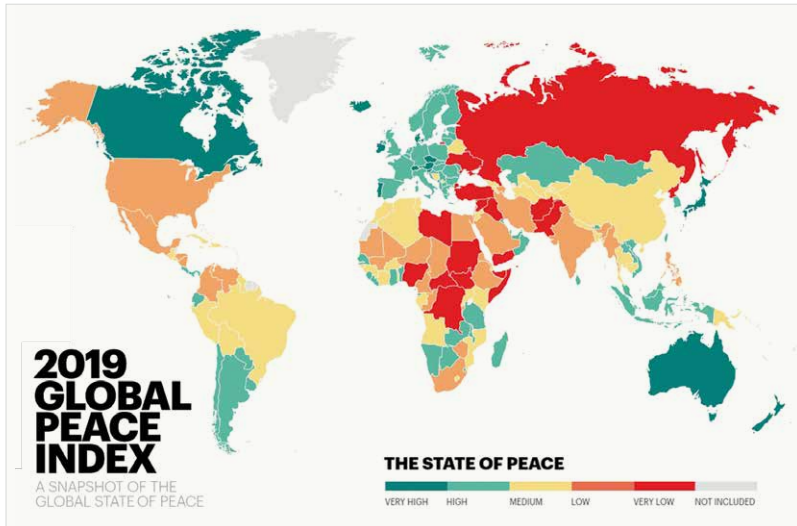 2019
GLOBAL
PEACE
INDEX
A SNAPSHOT OF THE
GLOBAL STATE OF PEACE
THE STATE OF PEACE
VERY HIGH HIGH MEDIUM LOW VERY LOW NOT INCLUDED